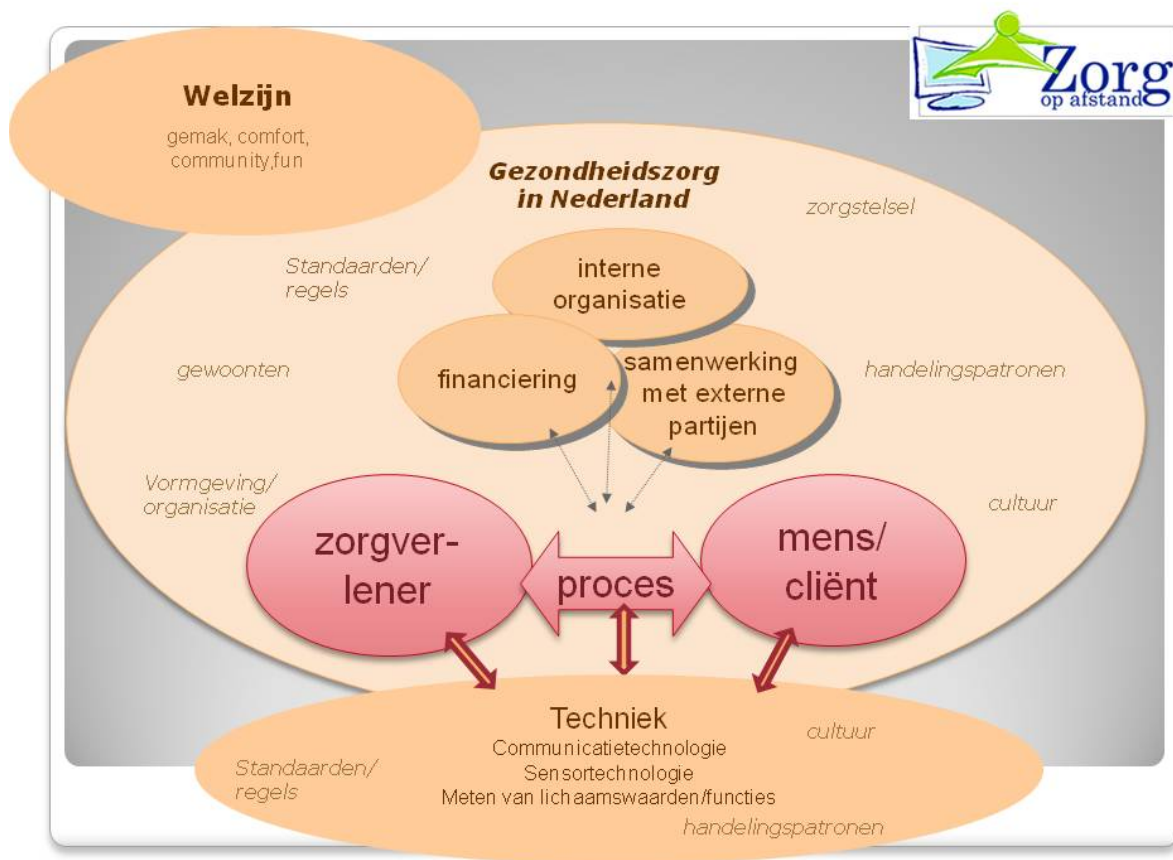 Zorg
op afstand
Welzijn
gemak, comfort,
community,fun
Gezondheidszorg
in Nederland
zorgstelsel
Standaarden/
regels
interne
organisatie
gewoonten
financiering
samenwerking
met externe
partijen
handelingspatronen
Vormgeving/
organisatie
cultuur
zorgver-
lener
proces
mens/
cliënt
Techniek
Communicatietechnologie
Sensortechnologie
Meten van lichaamswaarden/functies
cultuur
Standaarden/
regels
handelingspatronen